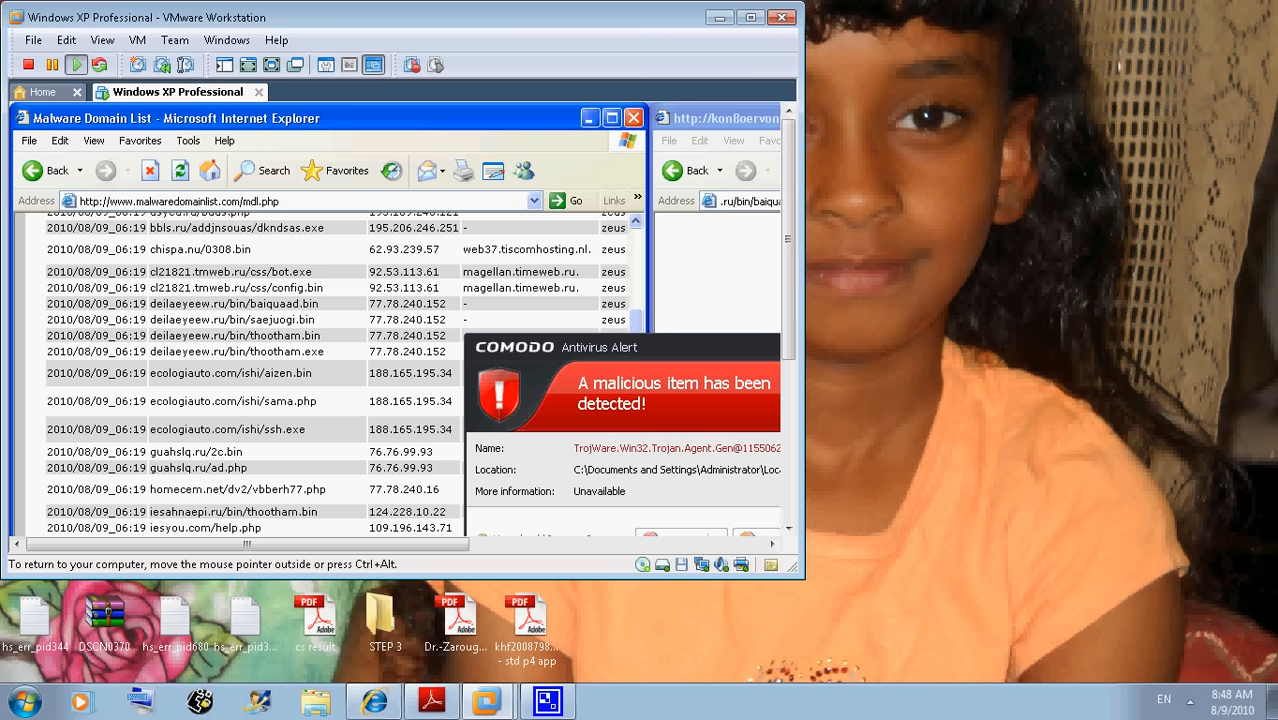 Windows XP Professional - VMware Workstation
File Edit View VM Team Windows Help
Home Windows XP Professional
Malware Domain List - Microsoft Internet Explorer
http://kon8oervon
File Edit View Favorites Tools Help
File Edit View Favo
Back Search Favorites
Back
Address http://www.malwaredomainlist.com/mdl.php Go Links »
Address .ru/bin/baiqua
2010/08/09_06:19 bbls.ru/addjnsouas/dkndsas.exe 195.206.246.251 - zeus
2010/08/09_06:19 chispa.nu/0308.bin 62.93.239.57 web37.tiscomhosting.nl. zeus
2010/08/09_06:19 cl21821.tmweb.ru/css/bot.exe 92.53.113.61 magellan.timeweb.ru. zeus
2010/08/09_06:19 cl21821.tmweb.ru/css/config.bin 92.53.113.61 magellan.timeweb.ru. zeus
2010/08/09_06:19 deilaeyeew.ru/bin/baiquaad.bin 77.78.240.152 - zeus
2010/08/09_06:19 deilaeyeew.ru/bin/saejuogi.bin 77.78.240.152 - zeus
2010/08/09_06:19 deilaeyeew.ru/bin/thootham.bin 77.78.240.152
2010/08/09_06:19 deilaeyeew.ru/bin/thootham.exe 77.78.240.152
2010/08/09_06:19 ecologiauto.com/ishi/aizen.bin 188.165.195.34
2010/08/09_06:19 ecologiauto.com/ishi/sama.php 188.165.195.34
2010/08/09_06:19 ecologiauto.com/ishi/ssh.exe 188.165.195.34
2010/08/09_06:19 guahslq.ru/2c.bin 76.76.99.93
2010/08/09_06:19 guahslq.ru/ad.php 76.76.99.93
2010/08/09_06:19 homecem.net/dv2/vbberh77.php 77.78.240.16
2010/08/09_06:19 iesahnaepi.ru/bin/thootham.bin 124.228.10.22
2010/08/09_06:19 iesyou.com/help.php 109.196.143.71
COMODO Antivirus Alert
A malicious item has been
detected!
Name: TrojWare.Win32.Trojan.Agent.Gen@1155062
Location: C:\Documents and Settings\Administrator\Loc
More information: Unavailable
To return to your computer, move the mouse pointer outside or press Ctrl+Alt.
hs_err_pid344 DSCN0370 hs_err_pid680 hs_err_pid3... cs result STEP 3 Dr.-Zaroug... khf2008798...
- std p4 app
EN
8:48 AM
8/9/2010